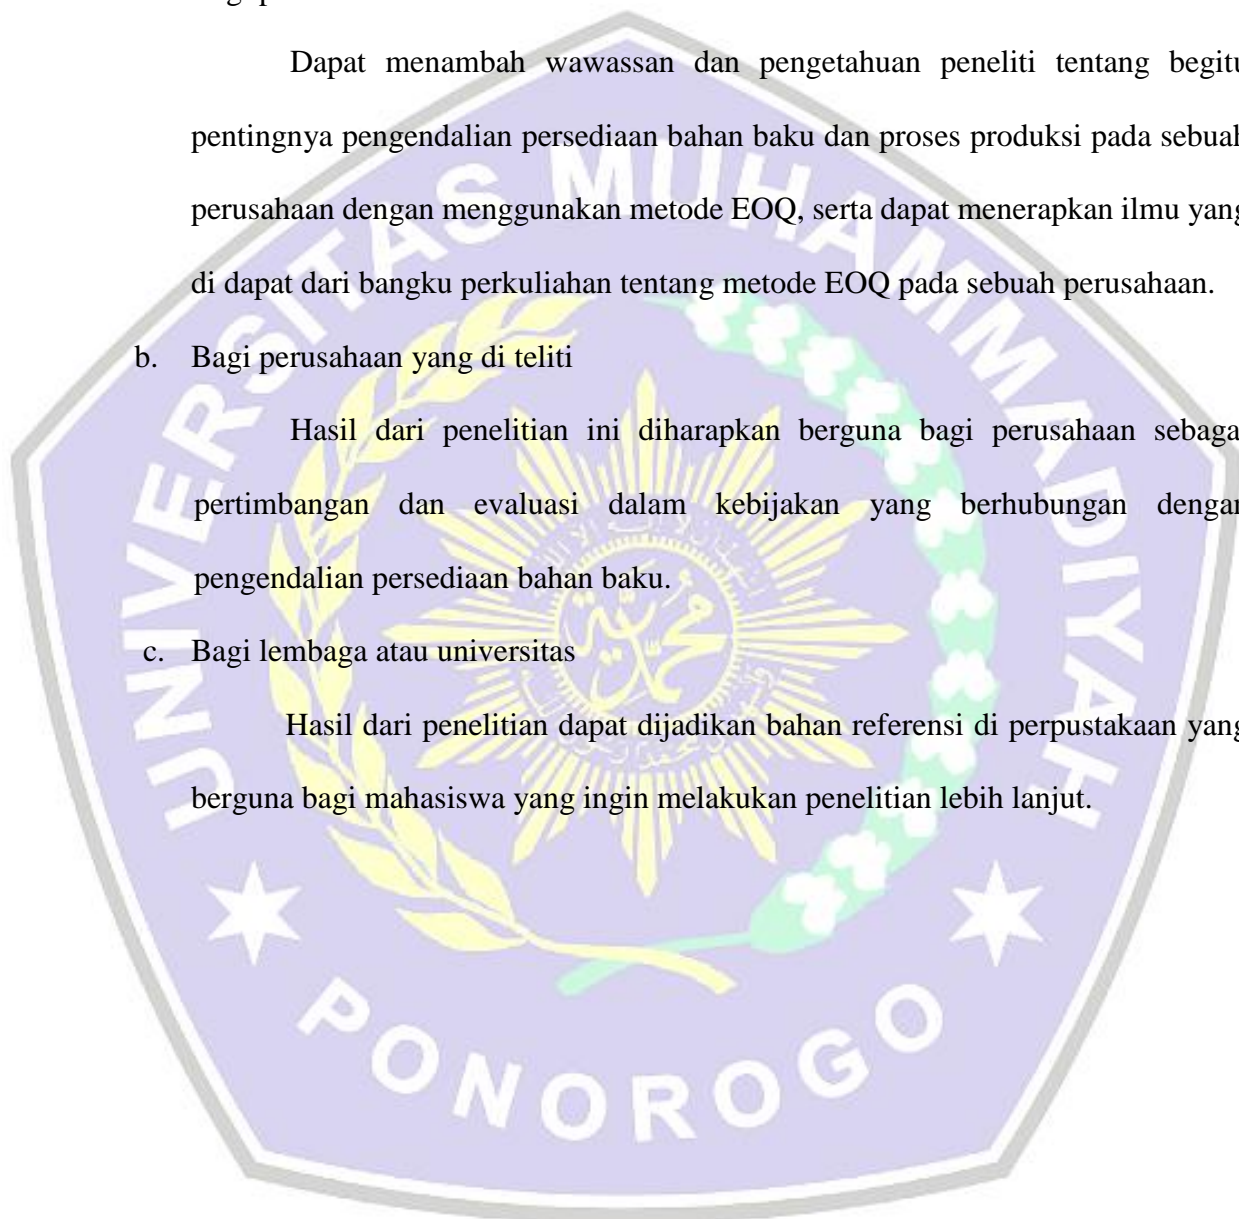 Dapat menambah wawassan dan pengetahuan peneliti tentang begitu
pentingnya pengendalian persediaan bahan baku dan proses produksi pada sebuah
perusahaan dengan menggunakan metode EOQ, serta dapat menerapkan ilmu yang
di dapat dari bangku perkuliahan tentang metode EOQ pada sebuah perusahaan.
b. Bagi perusahaan yang di teliti
Hasil dari penelitian ini diharapkan berguna bagi perusahaan sebagai
pertimbangan dan evaluasi dalam kebijakan yang berhubungan dengan
pengendalian persediaan bahan baku.
c. Bagi lembaga atau universitas
Hasil dari penelitian dapat dijadikan bahan referensi di perpustakaan yang
berguna bagi mahasiswa yang ingin melakukan penelitian lebih lanjut.
UNIVERSITAS MUHAMMADIYAH
PONOROGO
محمدية